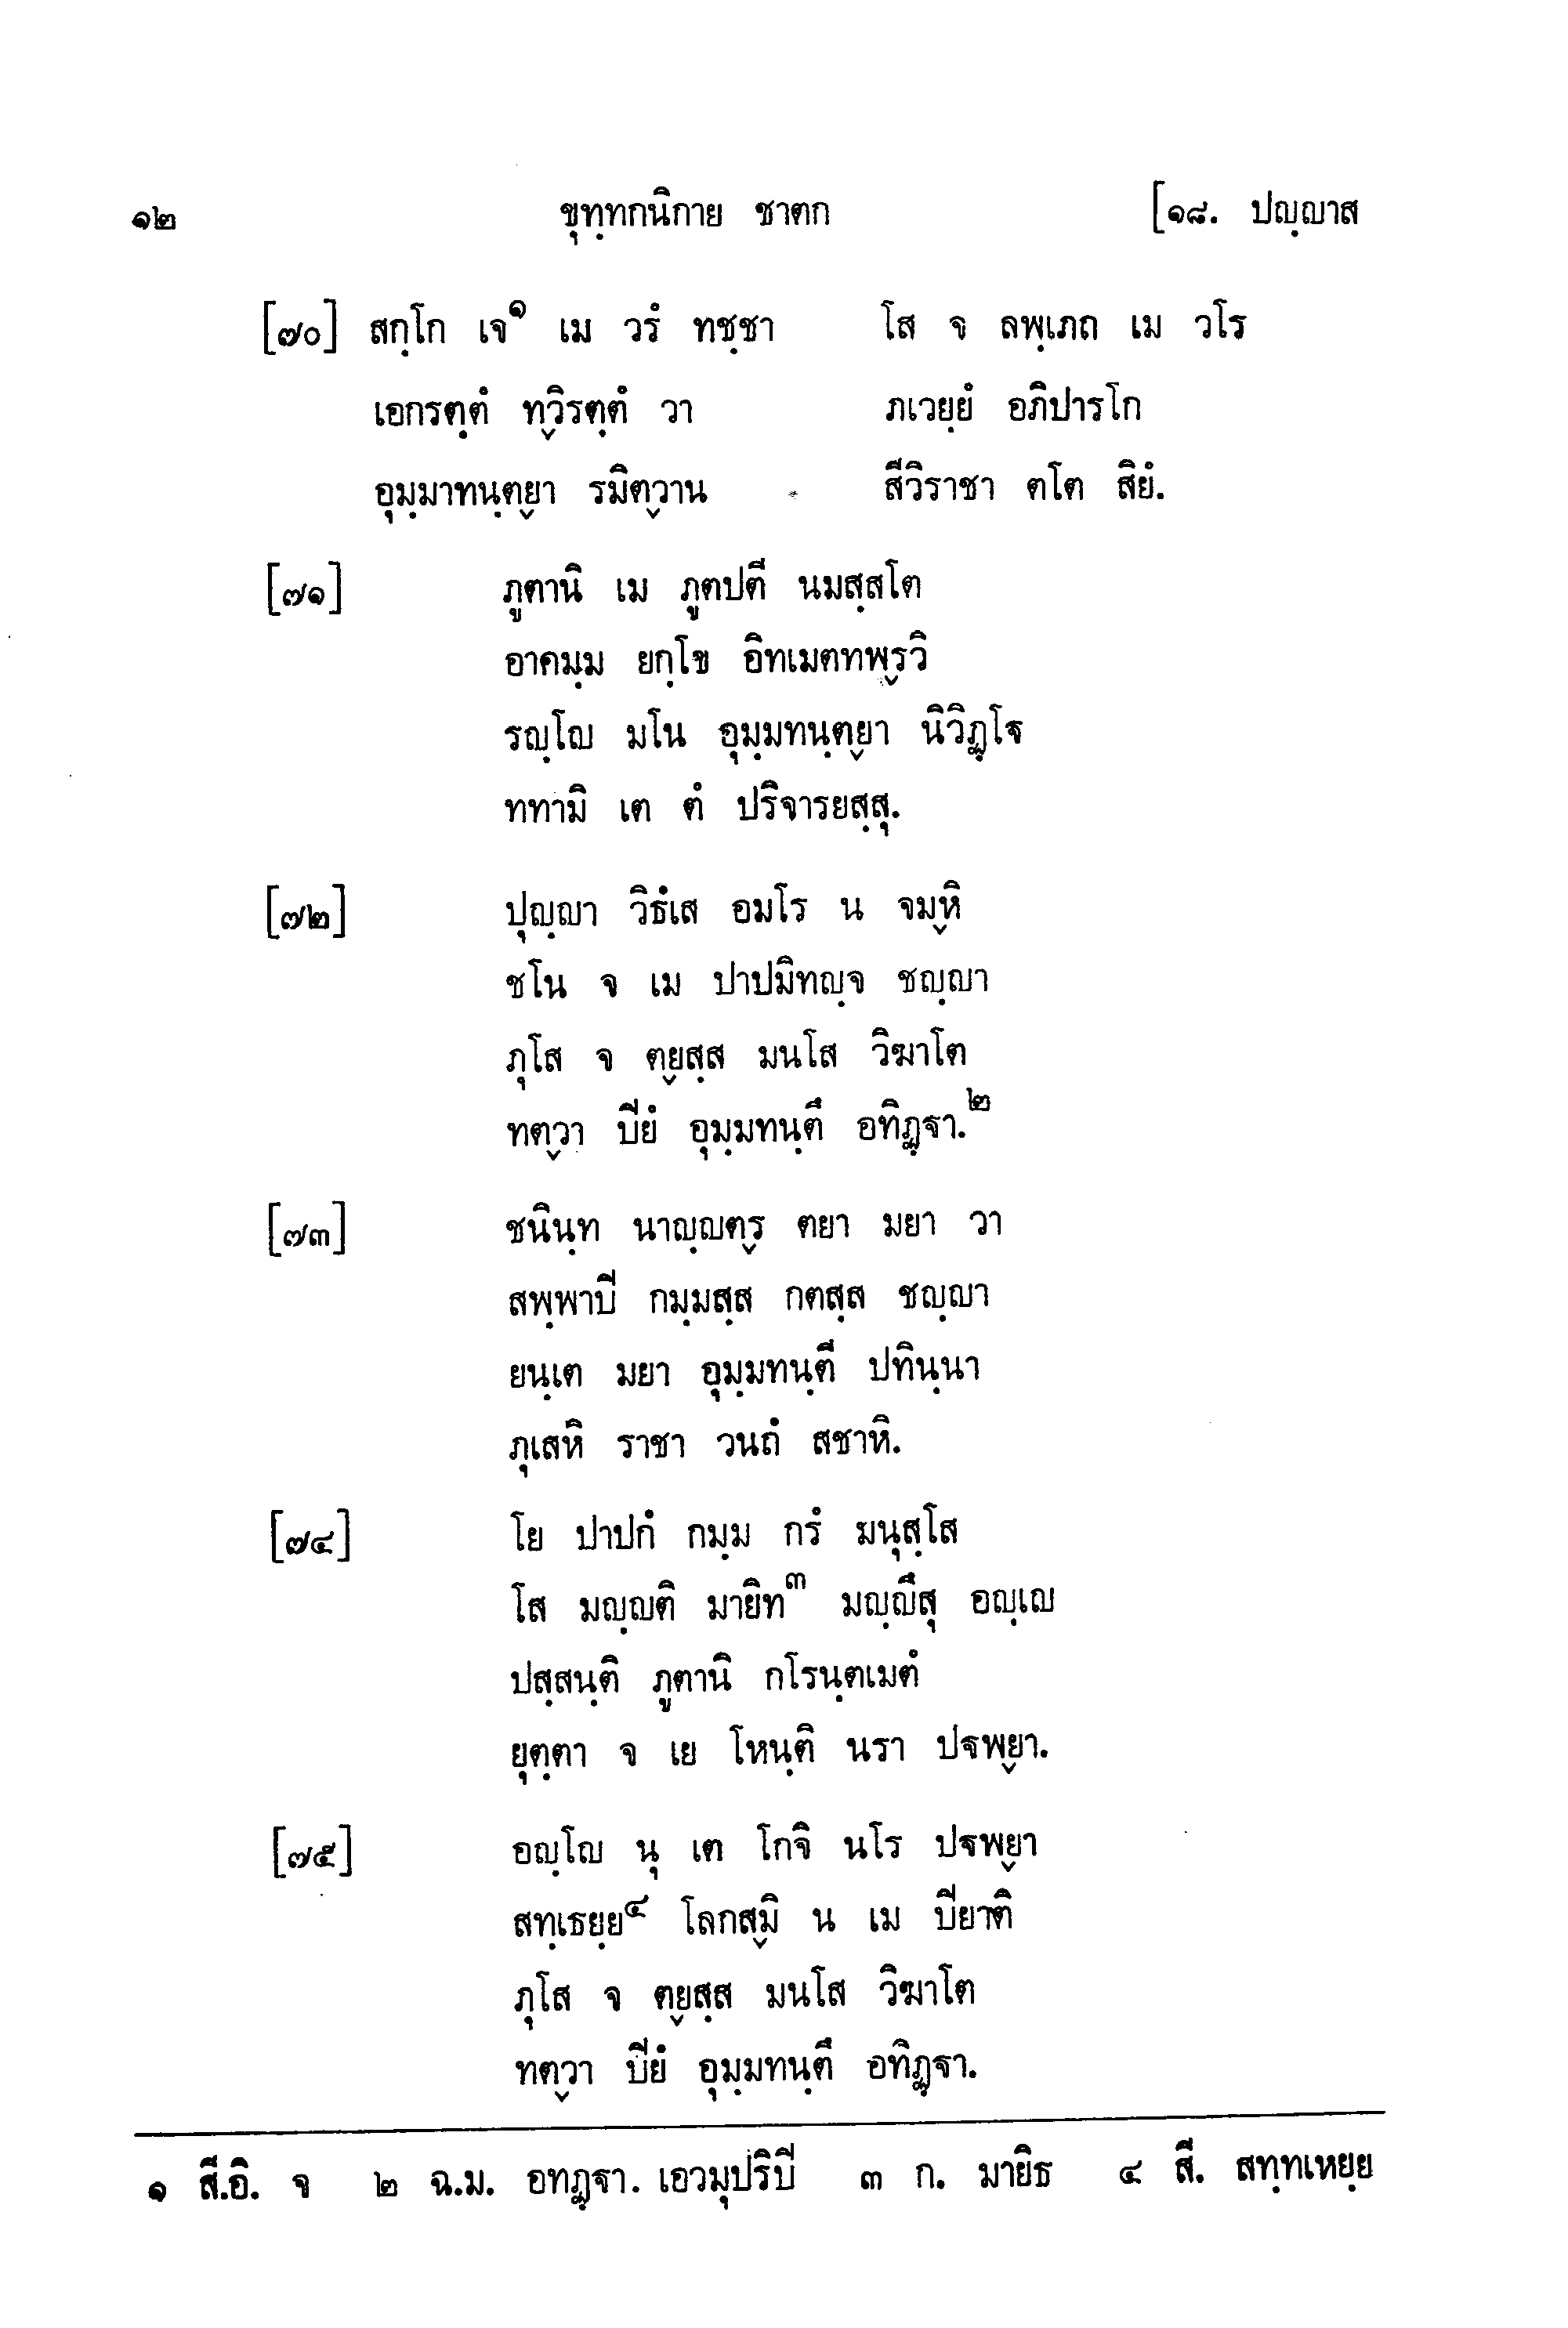 ๑๒ ขุทฺทกนิกาย ชาตก [๑๘. ปญฺญาส
[๗๐] สกฺโก เจ๑ เม วรํ ทชฺชา โส จ ลพฺเภถ เม วโร
เอกรตฺตํ ทฺวิรตฺตํ วา ภเวยฺยํ อภิปารโก
อุมฺมาทนฺตฺยา รมิตฺวาน สีวิราชา ตโต สิยํ.
[๗๑] ภูตานิ เม ภูตปตี นมสฺสโต
อาคมฺม ยกฺโข อิทเมตทพฺรวิ
รญฺโญ มโน อุมฺมทนฺตฺยา นิวิฏฺโฐ
ททามิ เต ตํ ปริจารยสฺสุ.
[๗๒] ปุญฺญา วิธํเส อมโร น จมฺหิ
ชโน จ เม ปาปมิทญฺจ ชญฺญา
ภุโส จ ตฺยสฺส มนโส วิฆาโต
ทตฺวา ปิยํ อุมฺมทนฺตึ อทิฏฺฐา.๒
[๗๓] ชนินฺท นาญฺญตฺร ตยา มยา วา
สพฺพาปิ กมฺมสฺส กตสฺส ชญฺญา
ยนฺเต มยา อุมฺมทนฺตี ปทินฺนา
ภุเสหิ ราชา วนถํ สชาหิ.
[๗๔] โย ปาปกํ กมฺม กรํ มนุสฺโส
โส มญฺญติ มายิท๓ มญฺญึสุ อญฺเญ
ปสฺสนฺติ ภูตานิ กโรนฺตเมตํ
ยุตฺตา จ เย โหนฺติ นรา ปฐพฺยา.
[๗๕] อญฺโญ นุ เต โกจิ นโร ปฐพฺยา
สทฺเธยฺย๔ โลกสฺมิ น เม ปิยาติ
ภุโส จ ตฺยสฺส มนโส วิฆาโต
ทตฺวา ปิยํ อุมฺมทนฺตึ อทิฏฺฐา.
๑ สี.อิ. จ ๒ ฉ.ม. อทฏฺฐา. เอวมุปริปิ ๓ ก. มายิธ ๔ สี. สทฺทเหยฺย